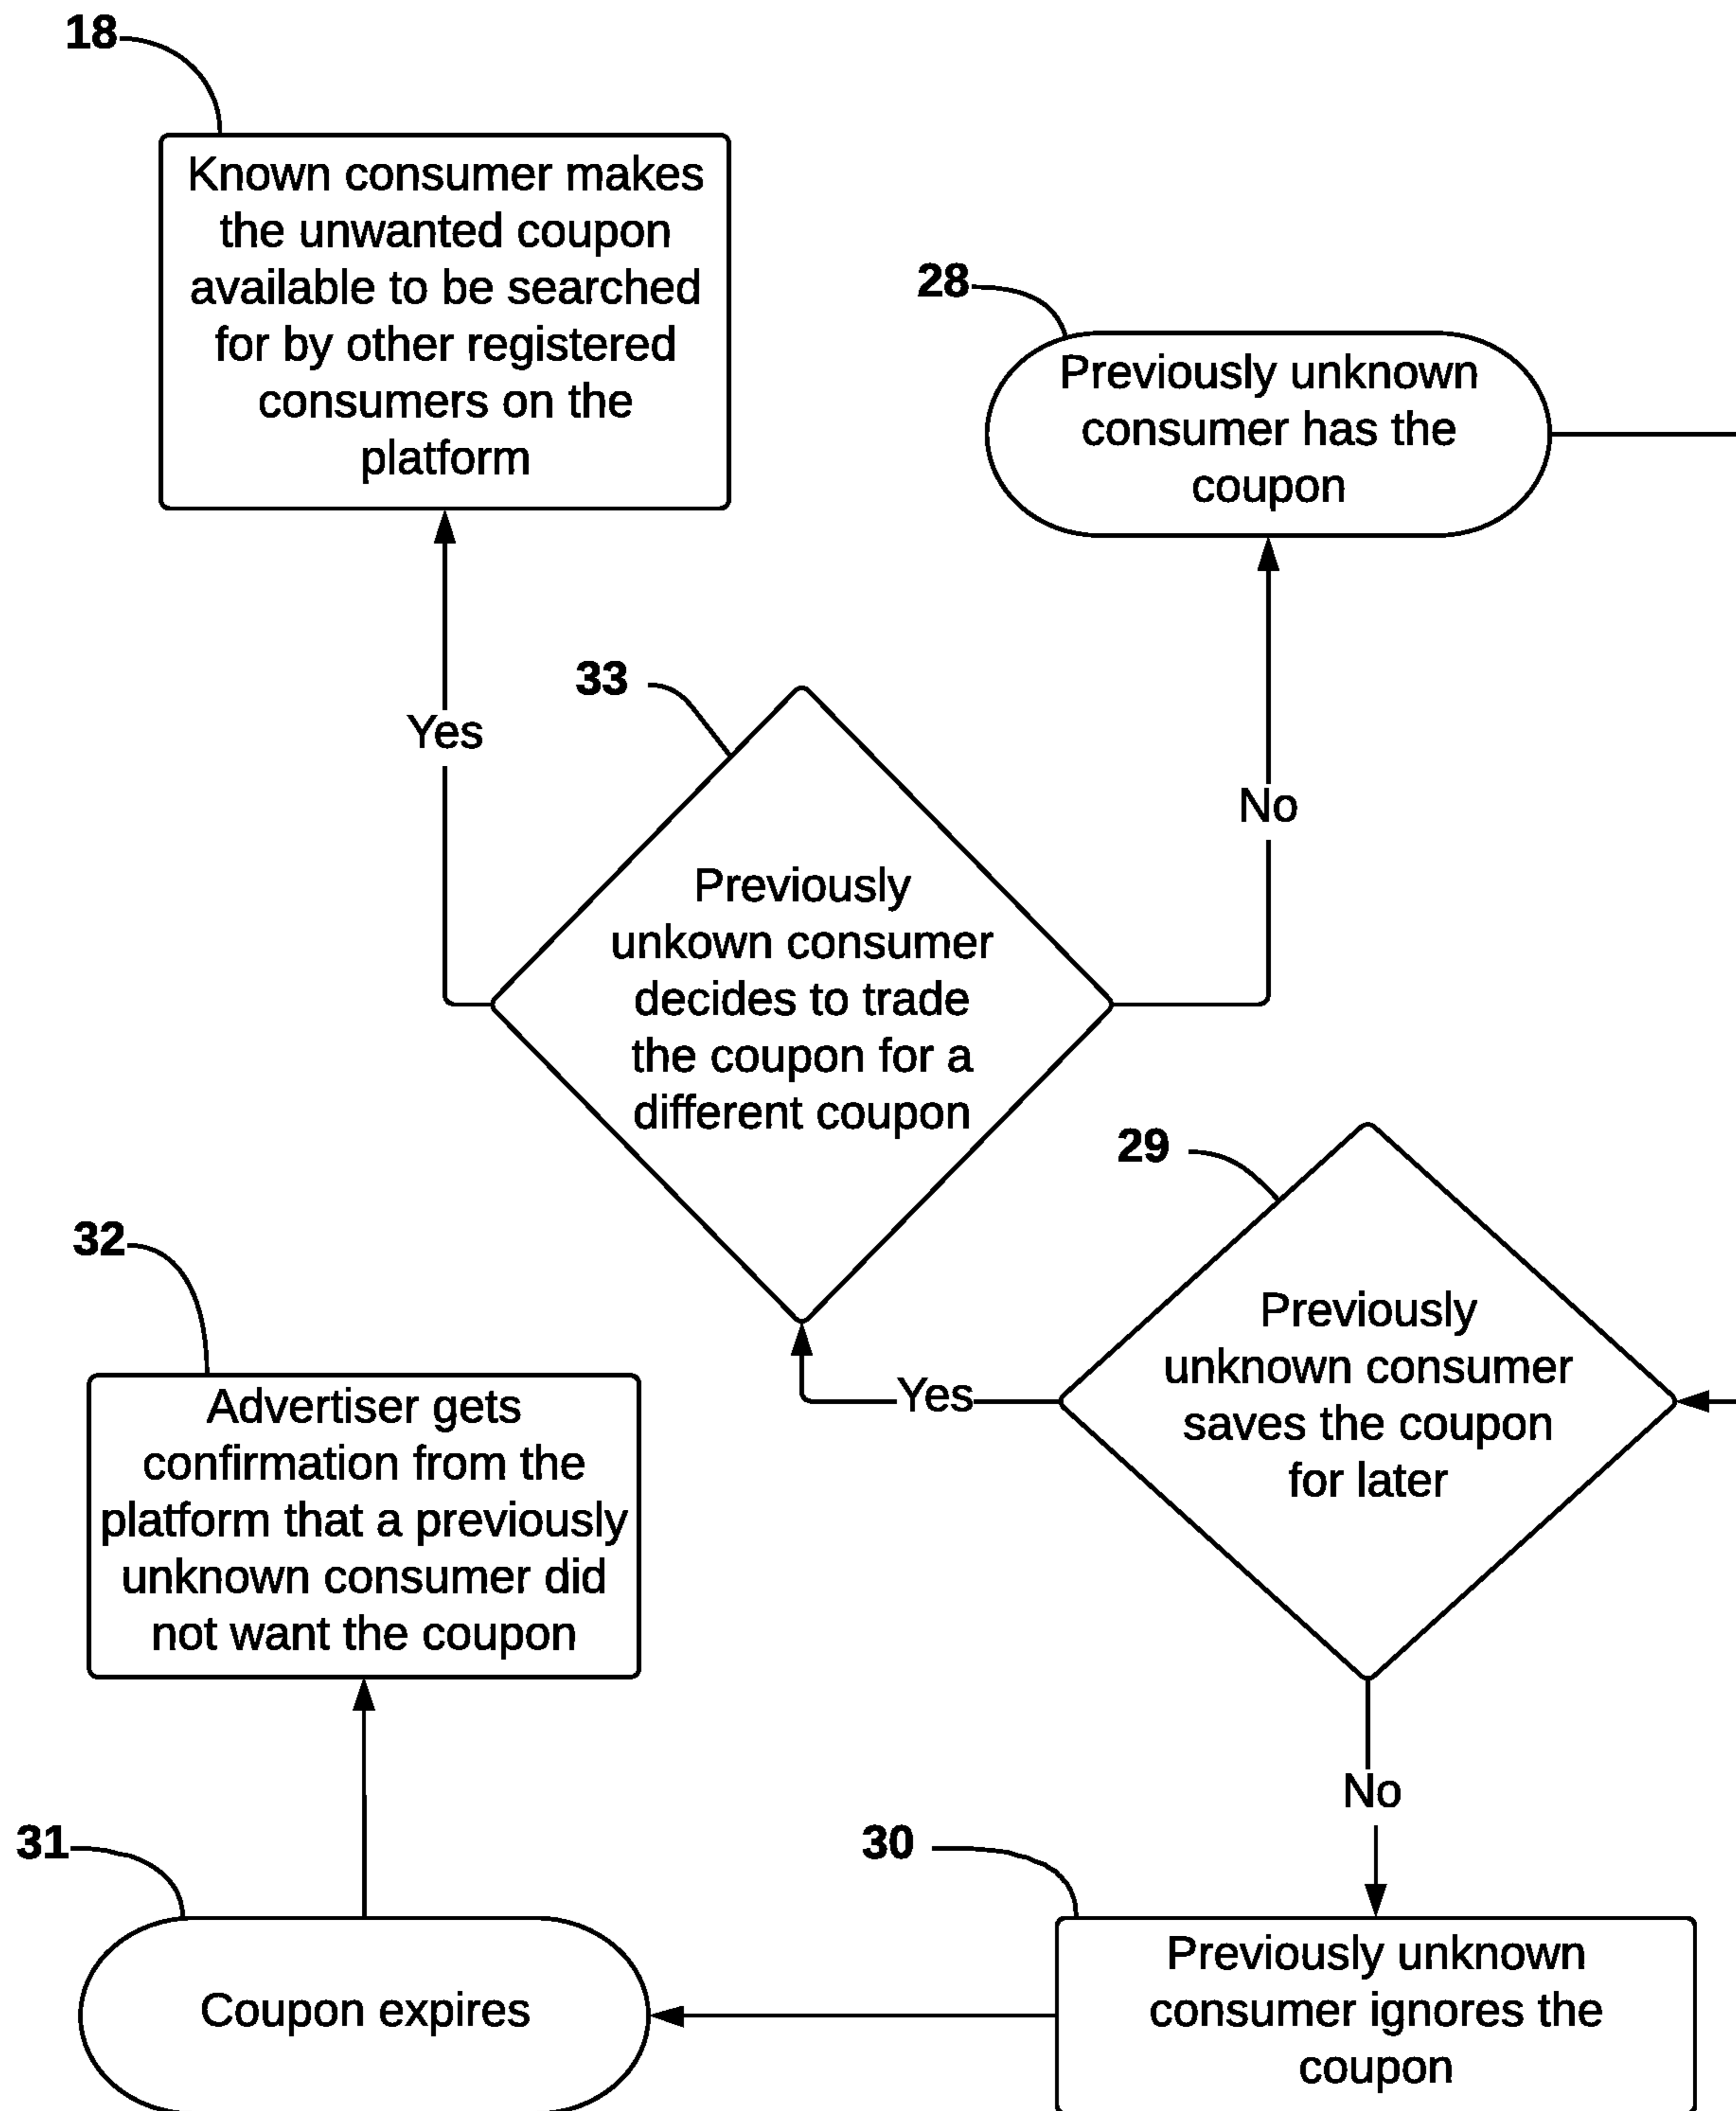 18
Known consumer makes
the unwanted coupon
available to be searched
for by other registered
consumers on the
platform
28
Previously unknown
consumer has the
coupon
33
Yes
No
Previously
unkown consumer
decides to trade
the coupon for a
different coupon
29
Previously
unknown consumer
saves the coupon
for later
Yes
32
Advertiser gets
confirmation from the
platform that a previously
unknown consumer did
not want the coupon
No
31
Coupon expires
30
Previously unknown
consumer ignores the
coupon